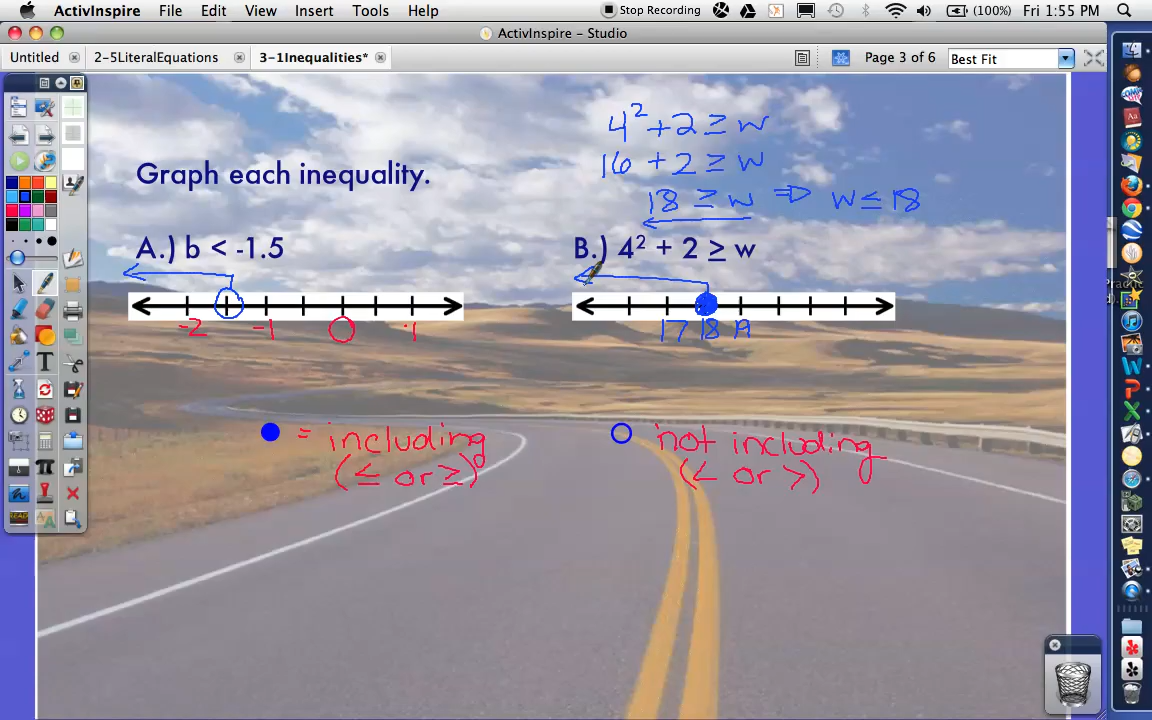 ActivInspire File Edit View Insert Tools Help Stop Recording (100%) Fri 1:55 PM
ActivInspire - Studio
Untitled 2-5LiteralEquations 3-1Inequalities* Page 3 of 6 Best Fit
4² + 2 ≥ w
16 + 2 ≥ w
18 ≥ w ⇒ w ≤ 18
Graph each inequality.
A.) b < -1.5
B.) 4² + 2 ≥ w
-2 -1 0 1
17 18 19
= including
(≤ or ≥)
not including
(< or >)